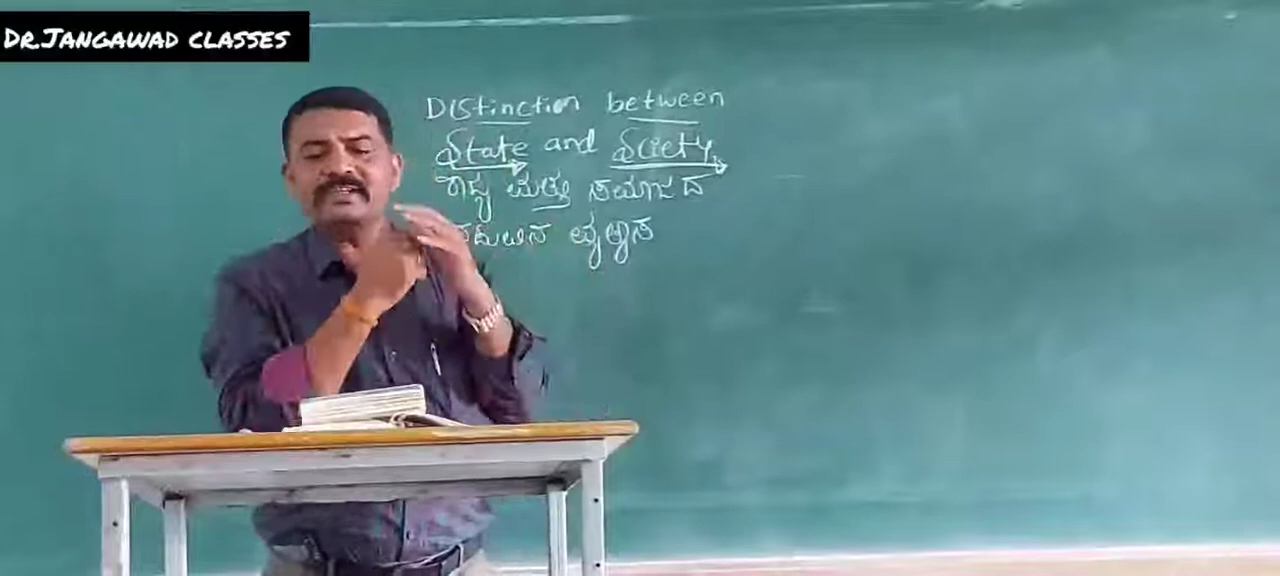 DR.JANGAWAD CLASSES
Distinction between
State and Society
ರಾಜ್ಯ ಮತ್ತು ಸಮಾಜದ
ನಡುವಿನ ವ್ಯತ್ಯಾಸ